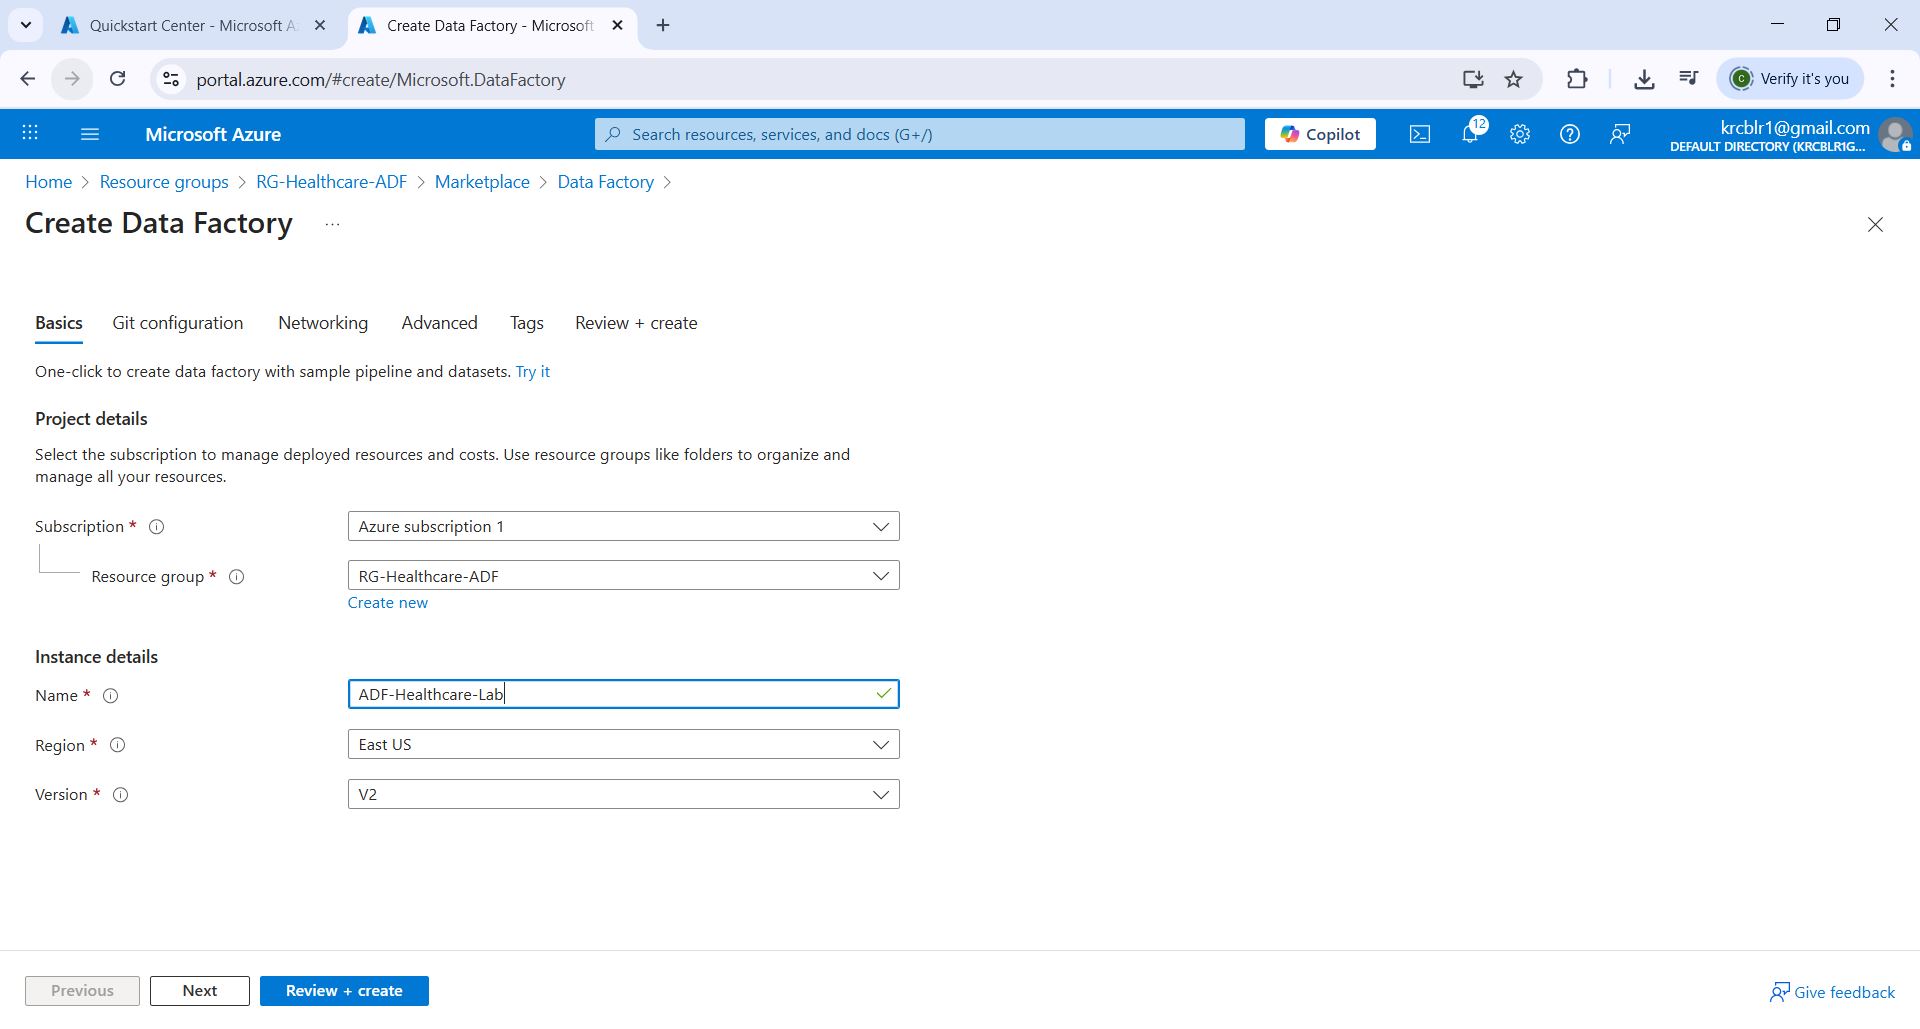 Quickstart Center - Microsoft A
Create Data Factory - Microsoft
portal.azure.com/#create/Microsoft.DataFactory
C
Verify it's you
Microsoft Azure
Search resources, services, and docs (G+/)
Copilot
12
krcblr1@gmail.com
DEFAULT DIRECTORY (KRCBLR1G...
Home > Resource groups > RG-Healthcare-ADF > Marketplace > Data Factory >
Create Data Factory ...
Basics Git configuration Networking Advanced Tags Review + create
One-click to create data factory with sample pipeline and datasets. Try it
Project details
Select the subscription to manage deployed resources and costs. Use resource groups like folders to organize and
manage all your resources.
Subscription *
Azure subscription 1
Resource group *
RG-Healthcare-ADF
Create new
Instance details
Name *
ADF-Healthcare-Lab
Region *
East US
Version *
V2
Previous
Next
Review + create
Give feedback